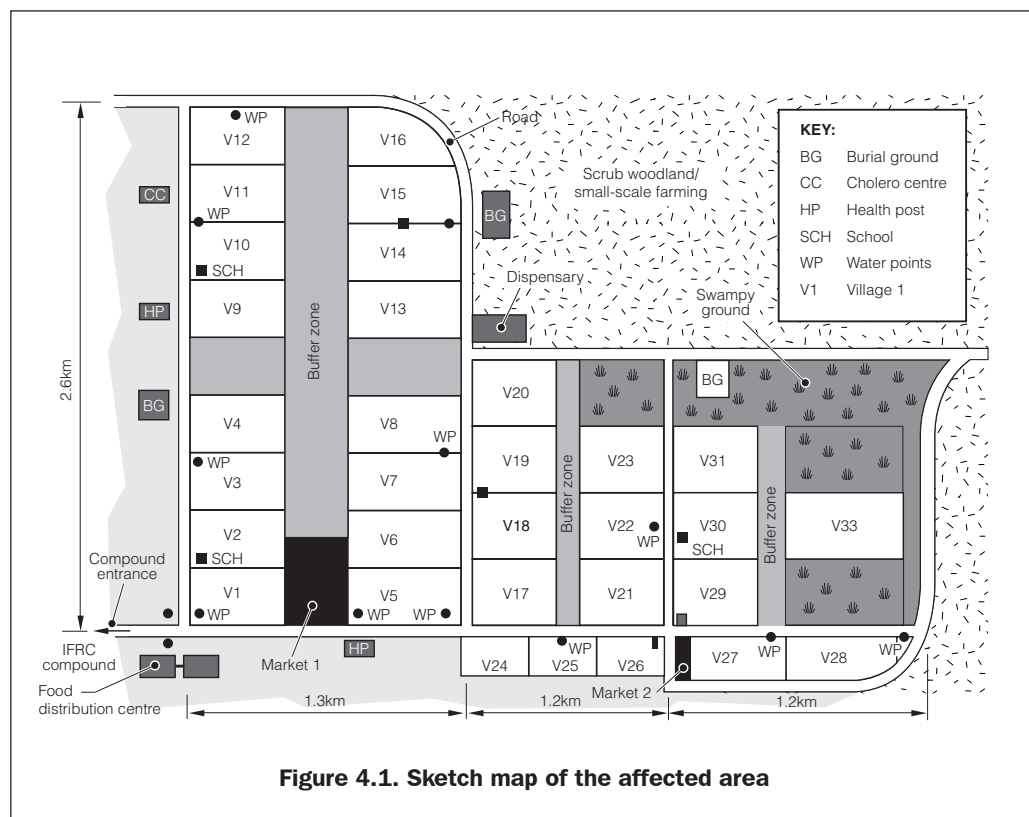 WP
V12
V16
Road
KEY:
BG Burial ground
CC Cholero centre
HP Health post
SCH School
WP Water points
V1 Village 1
Scrub woodland/
small-scale farming
CC
V11
V15
WP
BG
V10
SCH
V14
Dispensary
Swampy
ground
HP
V9
V13
Buffer zone
2.6km
BG
V20
BG
V4
V8
WP
WP
V3
V7
V19
V23
V31
Buffer zone
Buffer zone
V2
SCH
V6
V18
V22
WP
V30
SCH
V33
Compound
entrance
V1
WP
V5
WP
WP
V17
V21
V29
IFRC
compound
Market 1
HP
V24
WP
V25
V26
V27
WP
V28
WP
Food
distribution centre
Market 2
1.3km
1.2km
1.2km
Figure 4.1. Sketch map of the affected area